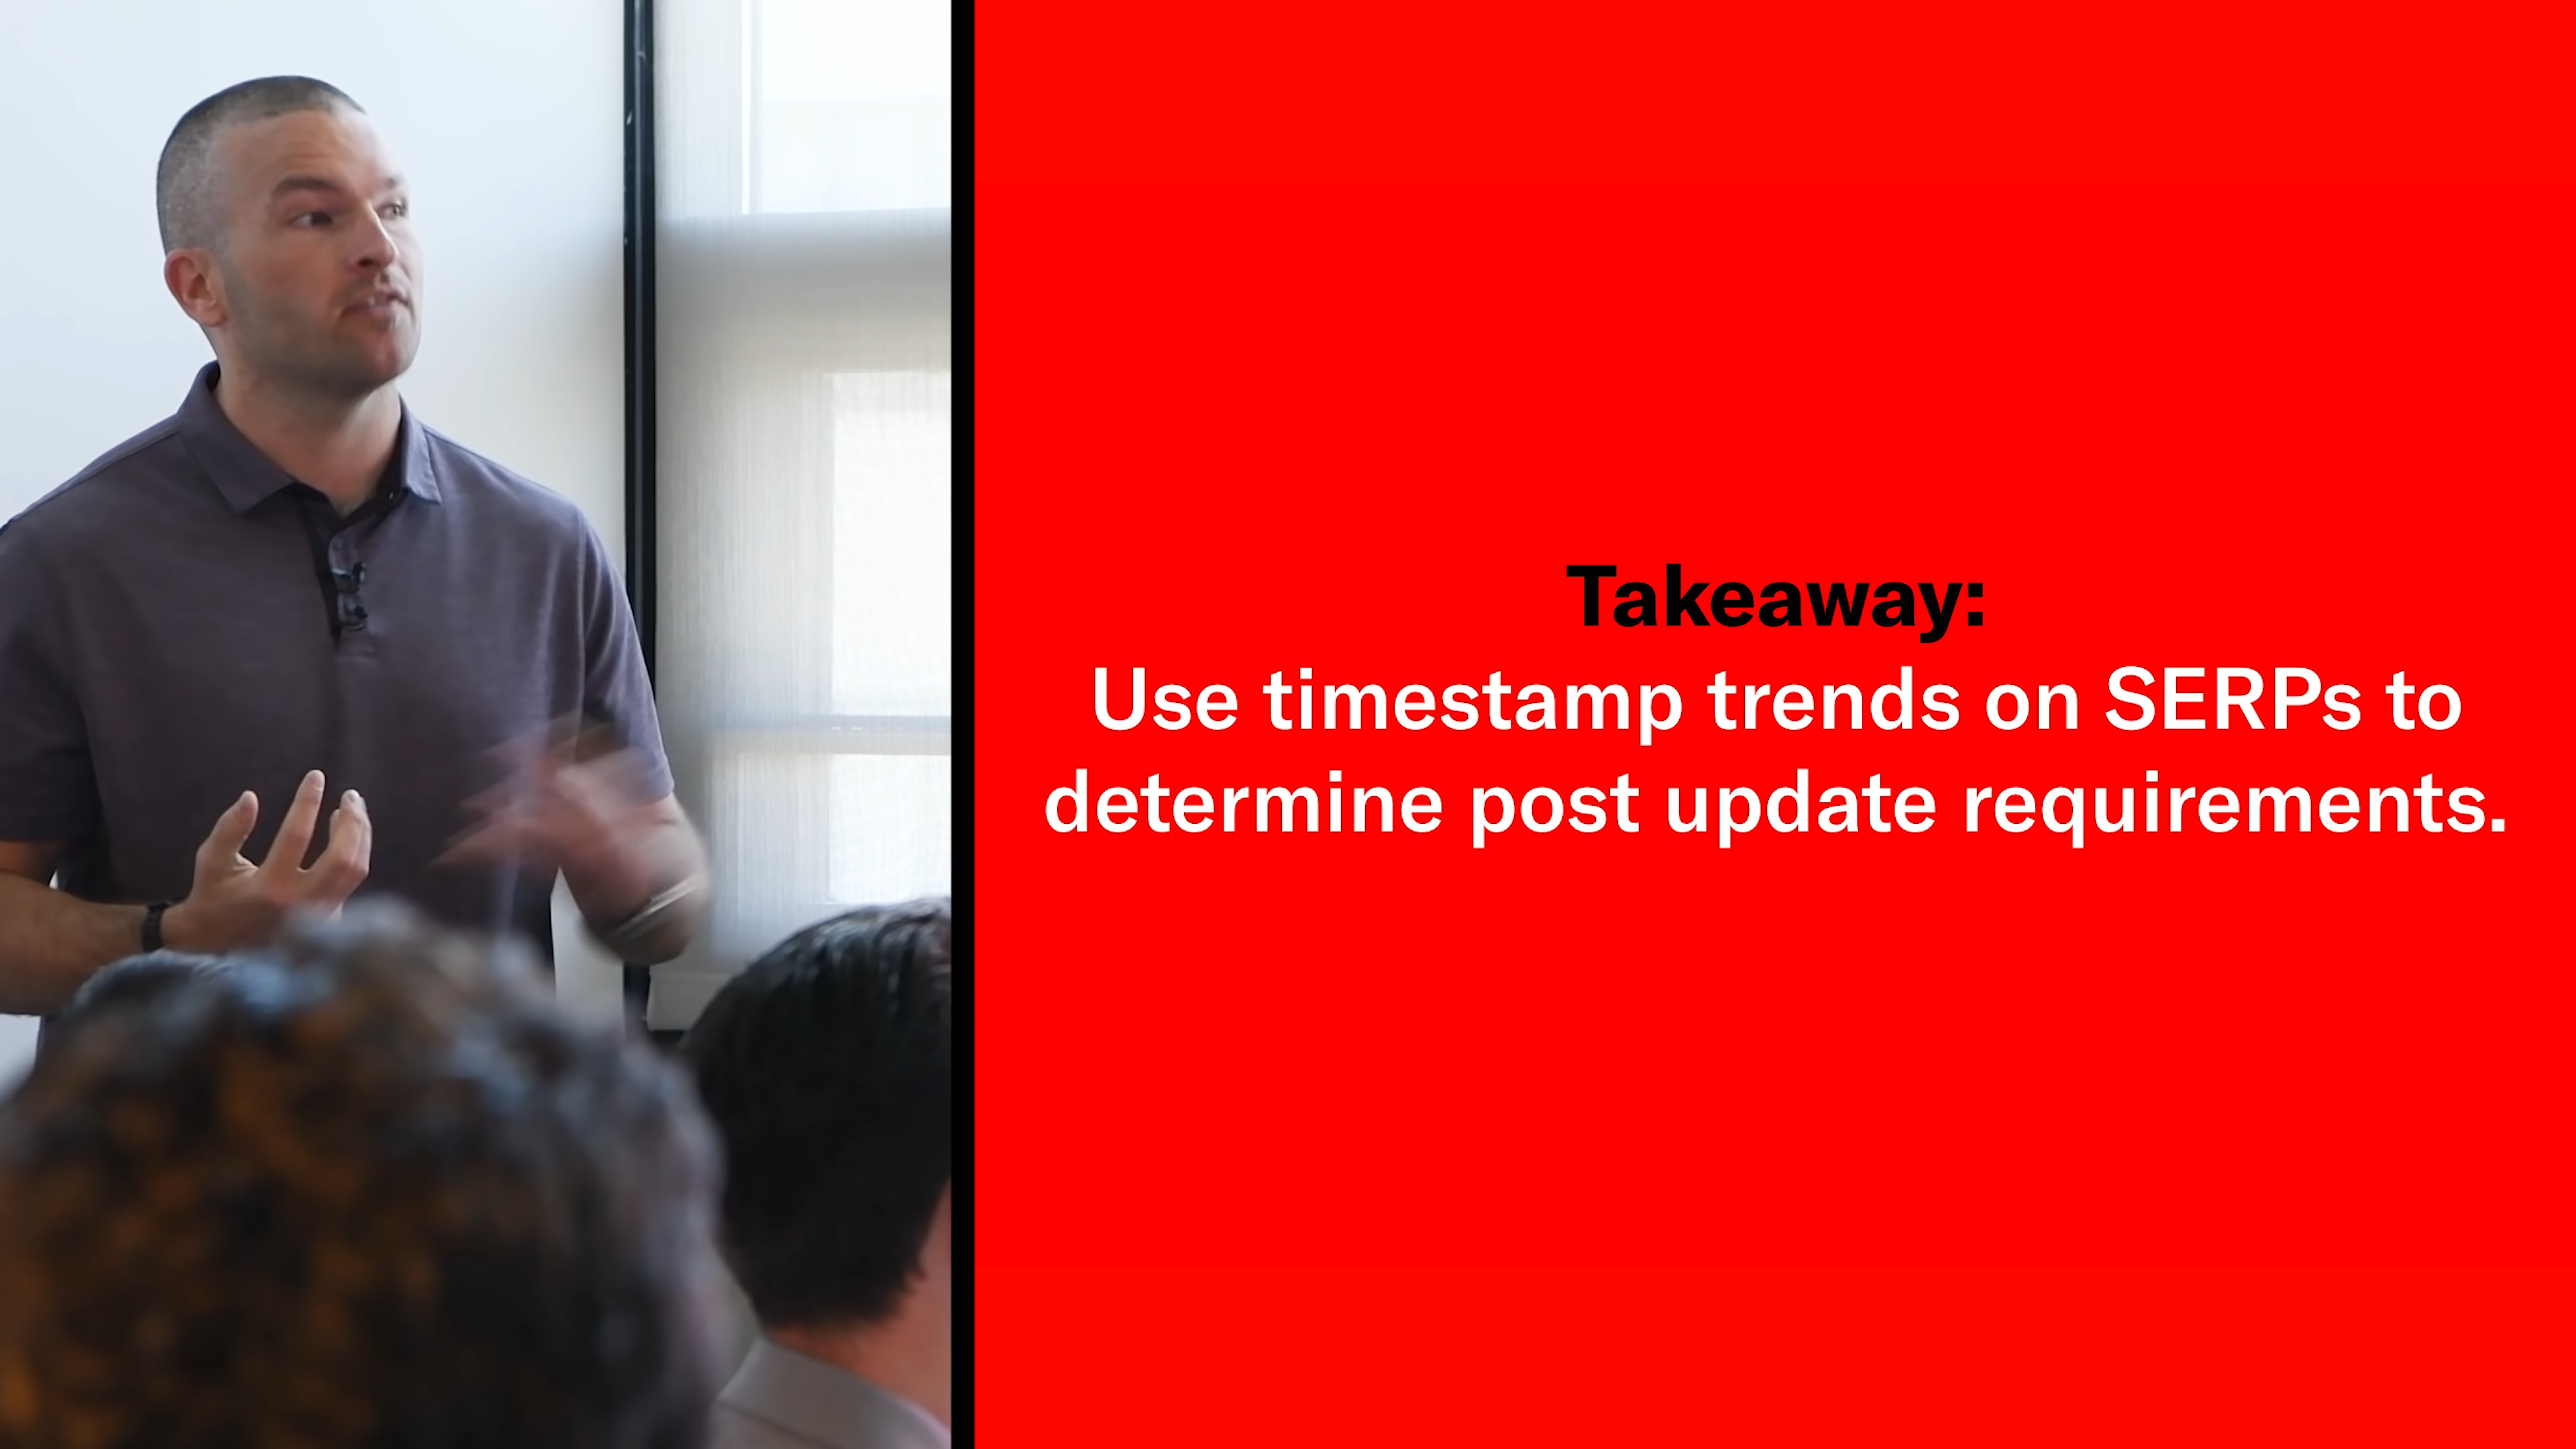 Takeaway:
Use timestamp trends on SERPs to
determine post update requirements.